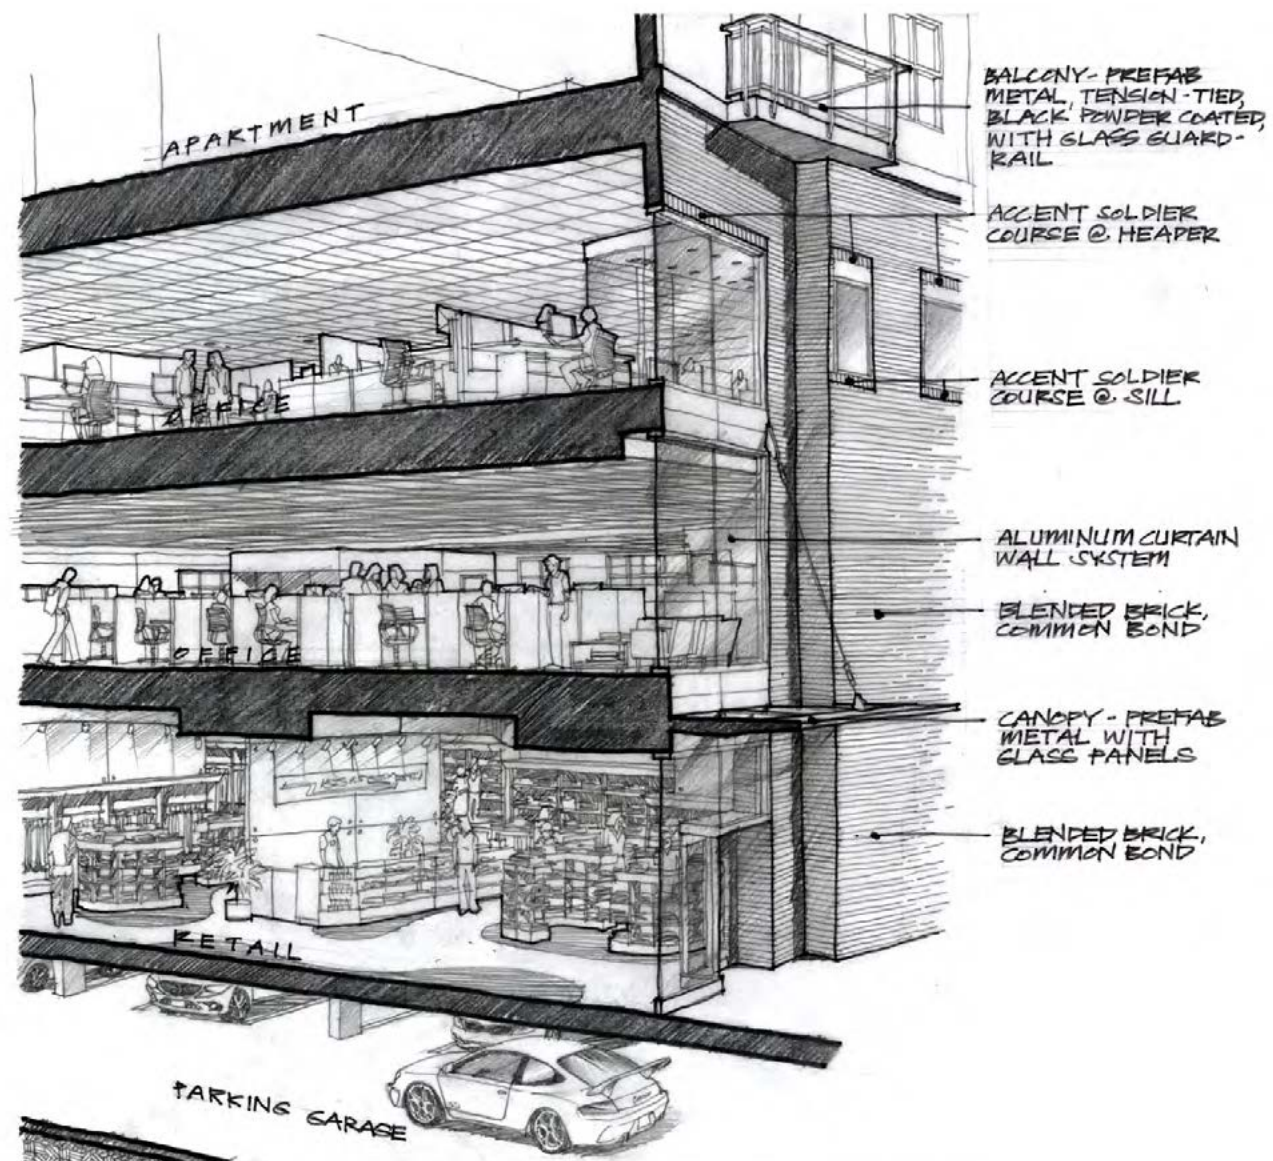 APARTMENT
BALCONY - PREFAB
METAL, TENSION-TIED,
BLACK POWDER COATED,
WITH GLASS GUARD-
RAIL
ACCENT SOLDIER
COURSE @ HEADER
OFFICE
ACCENT SOLDIER
COURSE @ SILL
ALUMINUM CURTAIN
WALL SYSTEM
BLENDED BRICK,
COMMON BOND
OFFICE
CANOPY - PREFAB
METAL WITH
GLASS PANELS
BLENDED BRICK,
COMMON BOND
RETAIL
PARKING GARAGE